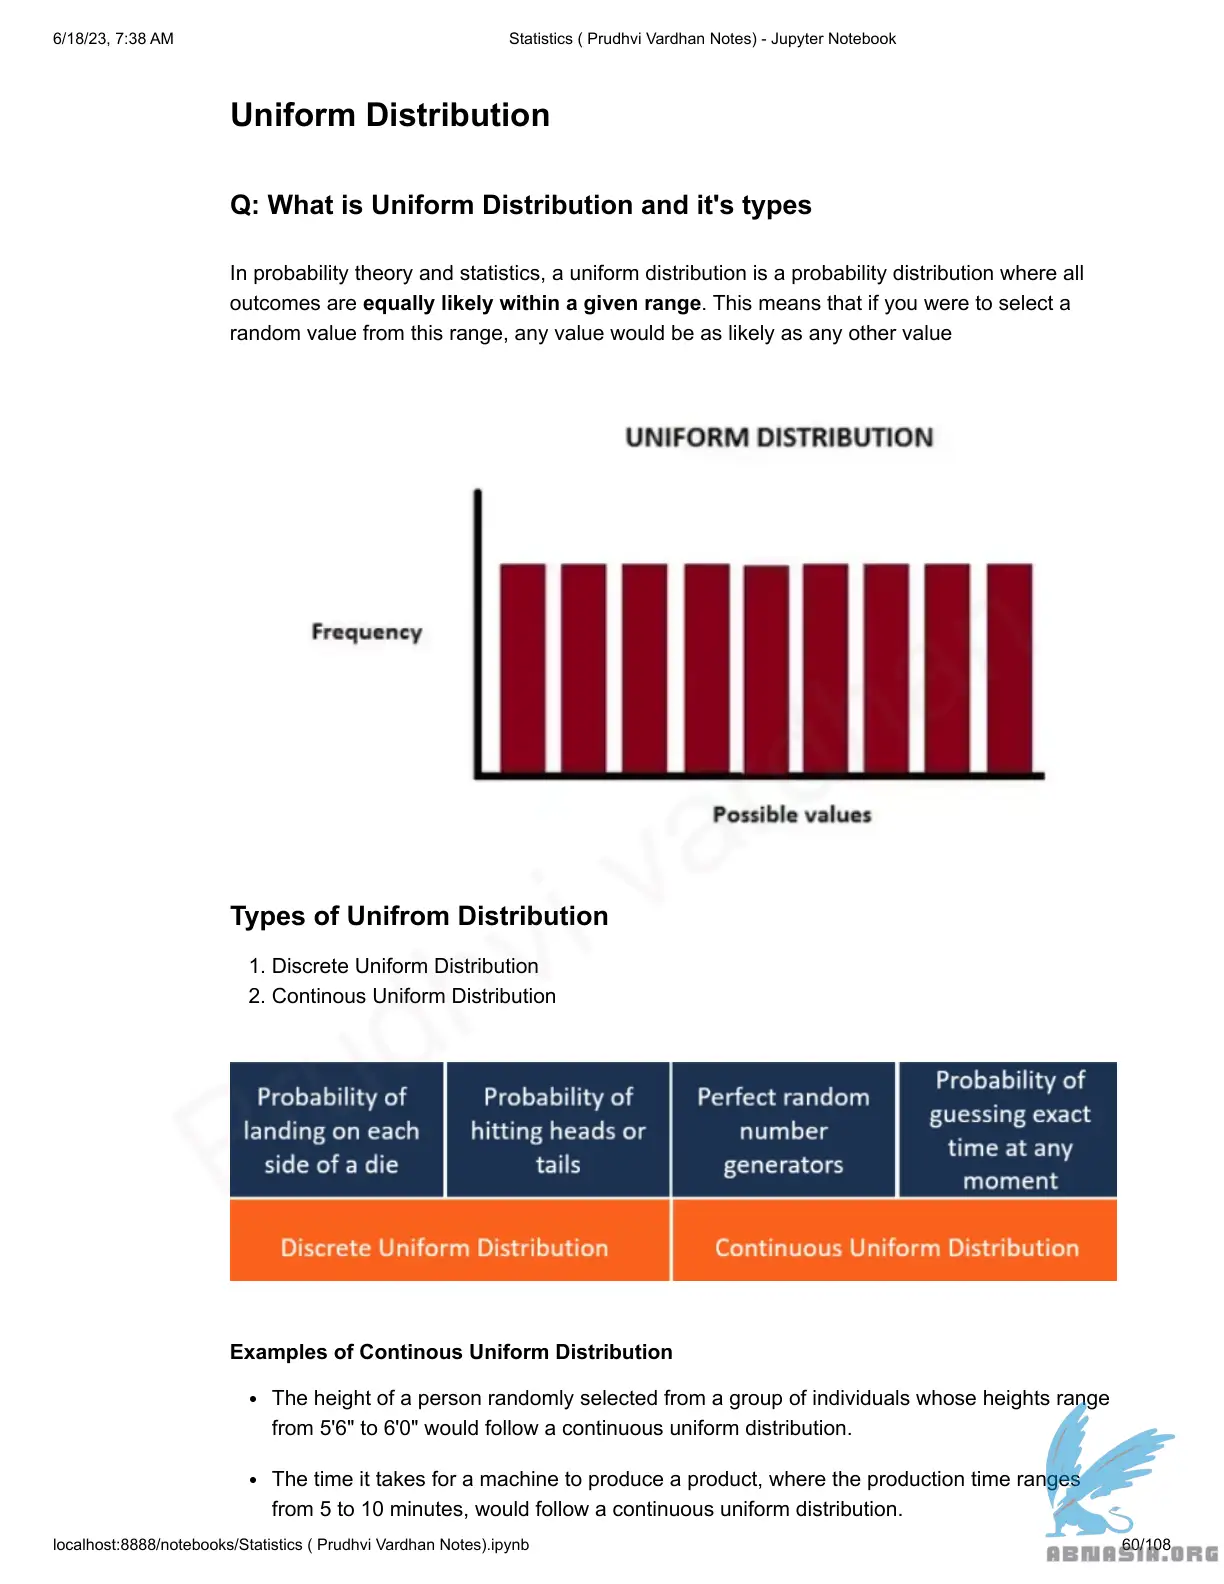 6/18/23, 7:38 AM
Statistics ( Prudhvi Vardhan Notes) - Jupyter Notebook
Uniform Distribution
Q: What is Uniform Distribution and it's types
In probability theory and statistics, a uniform distribution is a probability distribution where all
outcomes are equally likely within a given range. This means that if you were to select a
random value from this range, any value would be as likely as any other value
UNIFORM DISTRIBUTION
Frequency
Possible values
Types of Unifrom Distribution
1. Discrete Uniform Distribution
2. Continous Uniform Distribution
Probability of
landing on each
side of a die
Probability of
hitting heads or
tails
Perfect random
number
generators
Probability of
guessing exact
time at any
moment
Discrete Uniform Distribution
Continuous Uniform Distribution
Examples of Continous Uniform Distribution
• The height of a person randomly selected from a group of individuals whose heights range
from 5'6" to 6'0" would follow a continuous uniform distribution.
• The time it takes for a machine to produce a product, where the production time ranges
from 5 to 10 minutes, would follow a continuous uniform distribution.
localhost:8888/notebooks/Statistics ( Prudhvi Vardhan Notes).ipynb
60/108
ABNASIA.ORG
Prudhvi vardhan